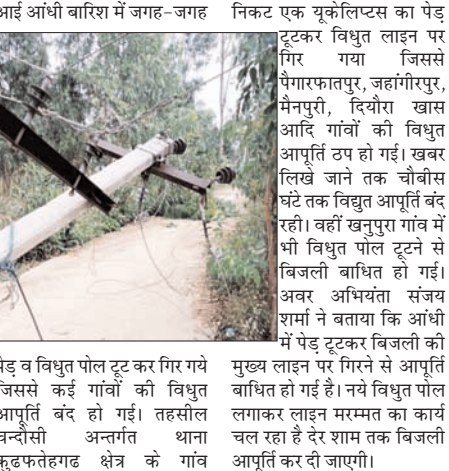 आई आंधी बारिश में जगह-जगह
पेड़ व विधुत पोल टूट कर गिर गये
जिससे कई गांवों की विधुत
आपूर्ति बंद हो गई। तहसील
चन्दौसी अन्तर्गत थाना
कुढफतेहगढ क्षेत्र के गांव
निकट एक यूकेलिप्टस का पेड़
टूटकर विधुत लाइन पर
गिर गया जिससे
पैगारफातपुर, जहांगीरपुर,
मैनपुरी, दियौरा खास
आदि गांवों की विधुत
आपूर्ति ठप हो गई। खबर
लिखे जाने तक चौबीस
घंटे तक विद्युत आपूर्ति बंद
रही। वहीं खनुपुरा गांव में
भी विधुत पोल टूटने से
बिजली बाधित हो गई।
अवर अभियंता संजय
शर्मा ने बताया कि आंधी
में पेड़ टूटकर बिजली की
मुख्य लाइन पर गिरने से आपूर्ति
बाधित हो गई है। नये विधुत पोल
लगाकर लाइन मरम्मत का कार्य
चल रहा है देर शाम तक बिजली
आपूर्ति कर दी जाएगी।